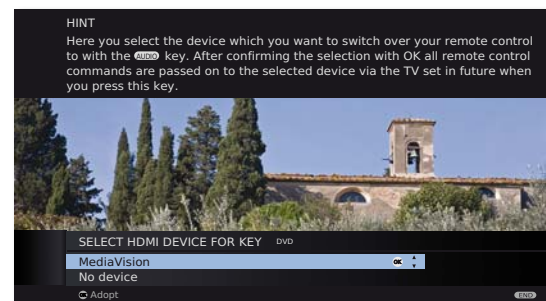 HINT
Here you select the device which you want to switch over your remote control
to with the AUDIO key. After confirming the selection with OK all remote control
commands are passed on to the selected device via the TV set in future when
you press this key.
SELECT HDMI DEVICE FOR KEY DVD
MediaVision OK
No device
Adopt END